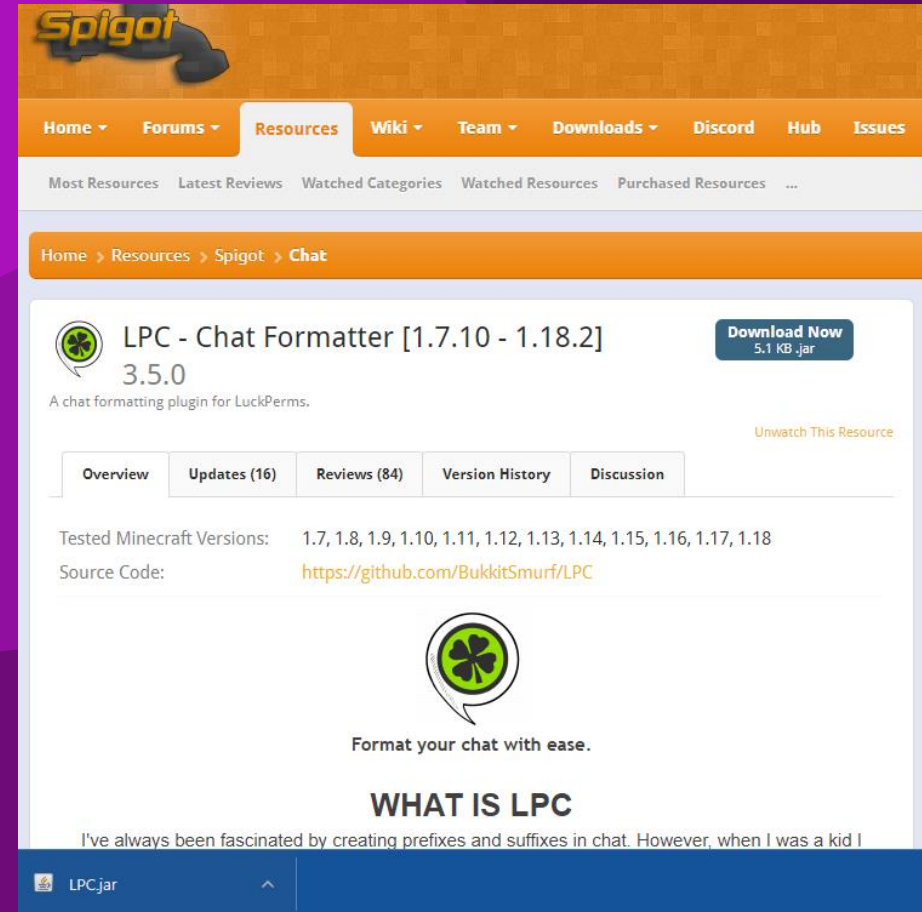 Spigot
Home Forums Resources Wiki Team Downloads Discord Hub Issues
Most Resources Latest Reviews Watched Categories Watched Resources Purchased Resources ...
Home > Resources > Spigot > Chat
LPC - Chat Formatter [1.7.10 - 1.18.2]
3.5.0
Download Now
5.1 KB .jar
A chat formatting plugin for LuckPerms.
Unwatch This Resource
Overview Updates (16) Reviews (84) Version History Discussion
Tested Minecraft Versions: 1.7, 1.8, 1.9, 1.10, 1.11, 1.12, 1.13, 1.14, 1.15, 1.16, 1.17, 1.18
Source Code: https://github.com/BukkitSmurf/LPC
Format your chat with ease.
WHAT IS LPC
I've always been fascinated by creating prefixes and suffixes in chat. However, when I was a kid I
LPC.jar